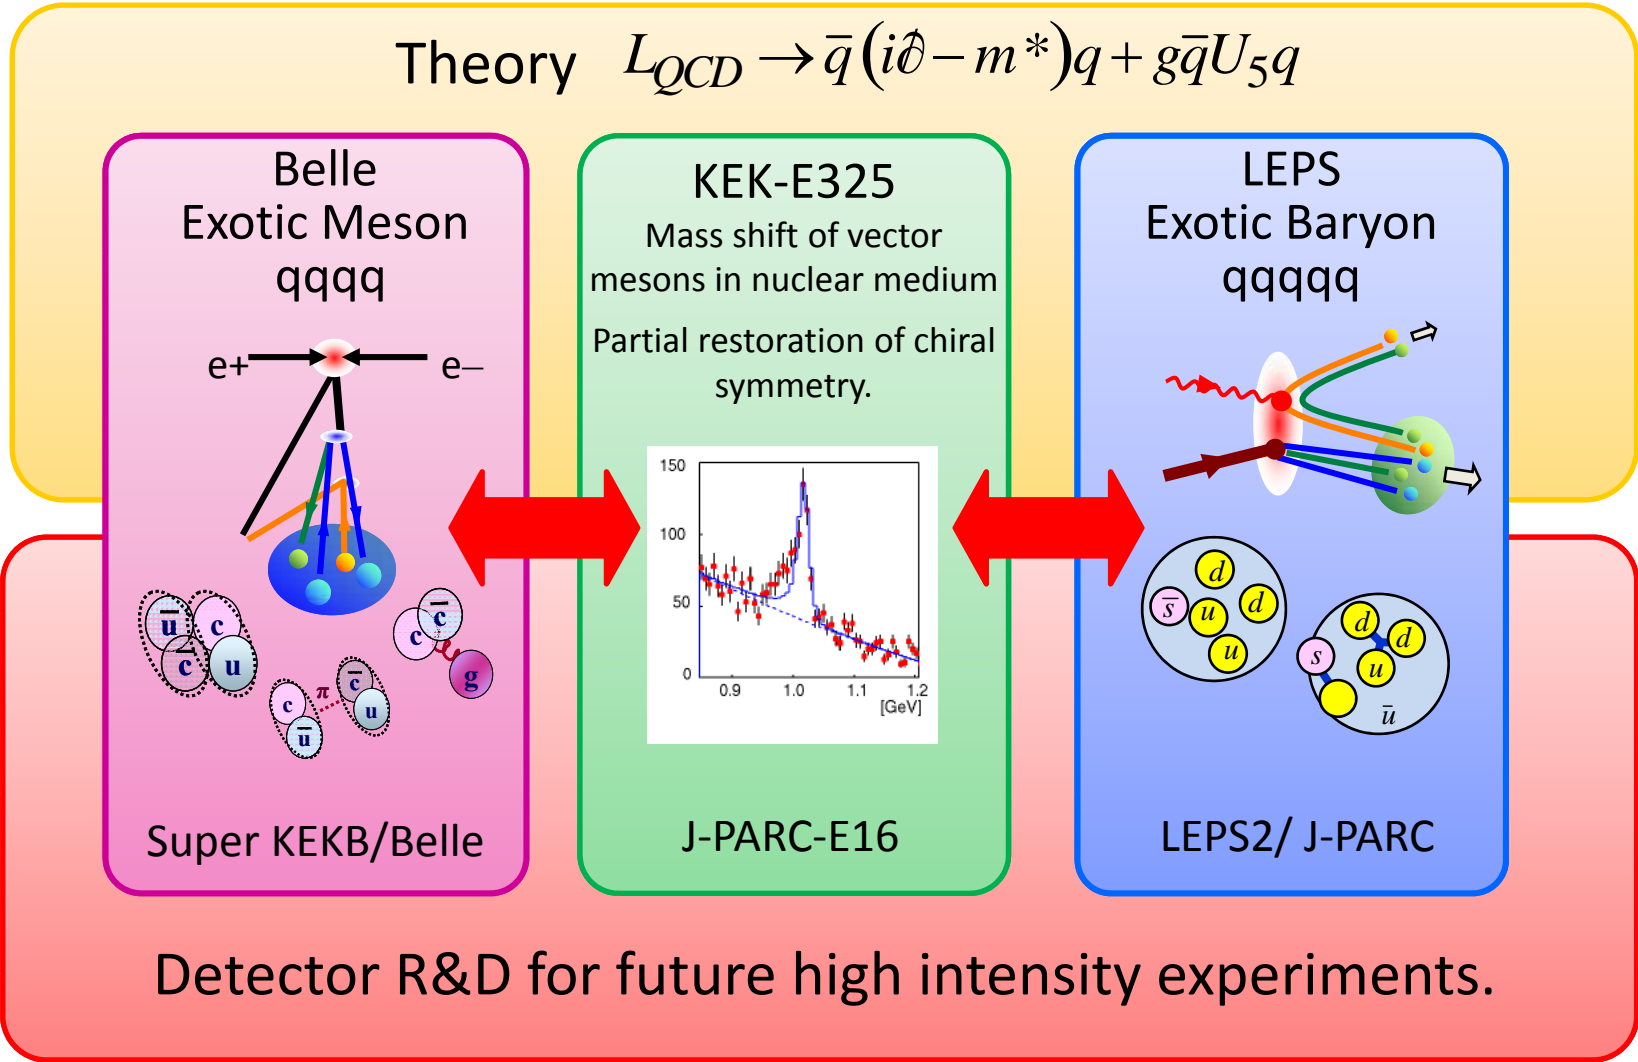 Theory L_QCD → q̄(i∂̸ − m*)q + gq̄U₅q
Belle
Exotic Meson
qqqq
e+
e−
u̅
c
c̅
u
c
c̅
g
π
c
u̅
c̅
u
Super KEKB/Belle
KEK-E325
Mass shift of vector
mesons in nuclear medium
Partial restoration of chiral
symmetry.
150
100
50
0
0.9 1.0 1.1 1.2
[GeV]
J-PARC-E16
LEPS
Exotic Baryon
qqqqq
d
s̅
u
d
u
d
d
s
u
u̅
LEPS2/ J-PARC
Detector R&D for future high intensity experiments.